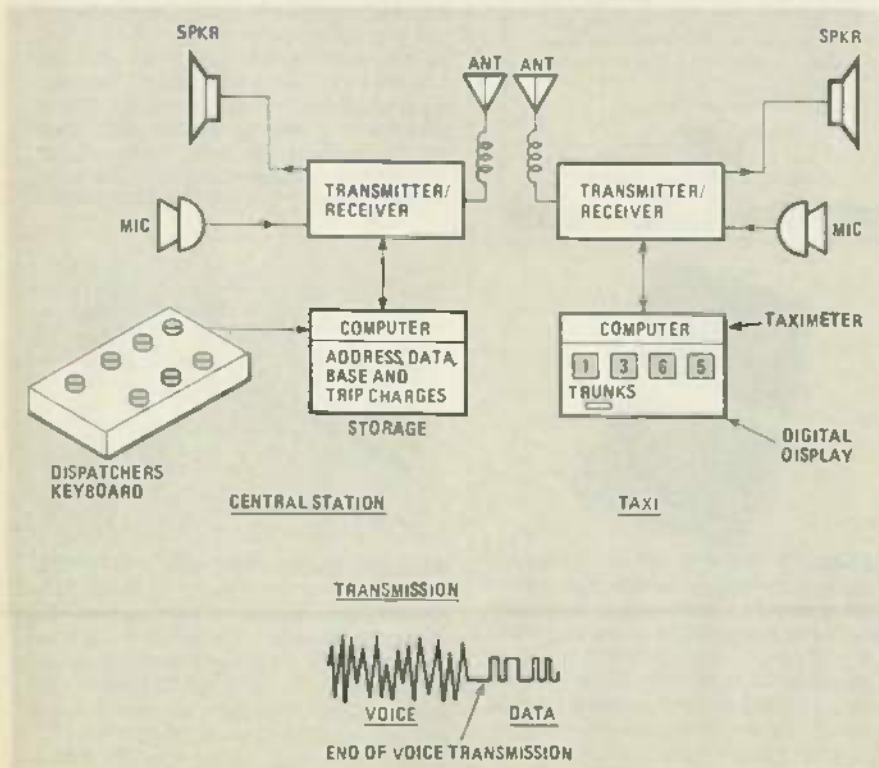 SPKR
SPKR
ANT
ANT
TRANSMITTER/
RECEIVER
TRANSMITTER/
RECEIVER
MIC
MIC
COMPUTER
ADDRESS, DATA,
BASE AND
TRIP CHARGES
STORAGE
COMPUTER
1 3 6 5
TRUNKS
TAXIMETER
DIGITAL
DISPLAY
DISPATCHERS
KEYBOARD
CENTRAL STATION
TAXI
TRANSMISSION
VOICE
DATA
END OF VOICE TRANSMISSION